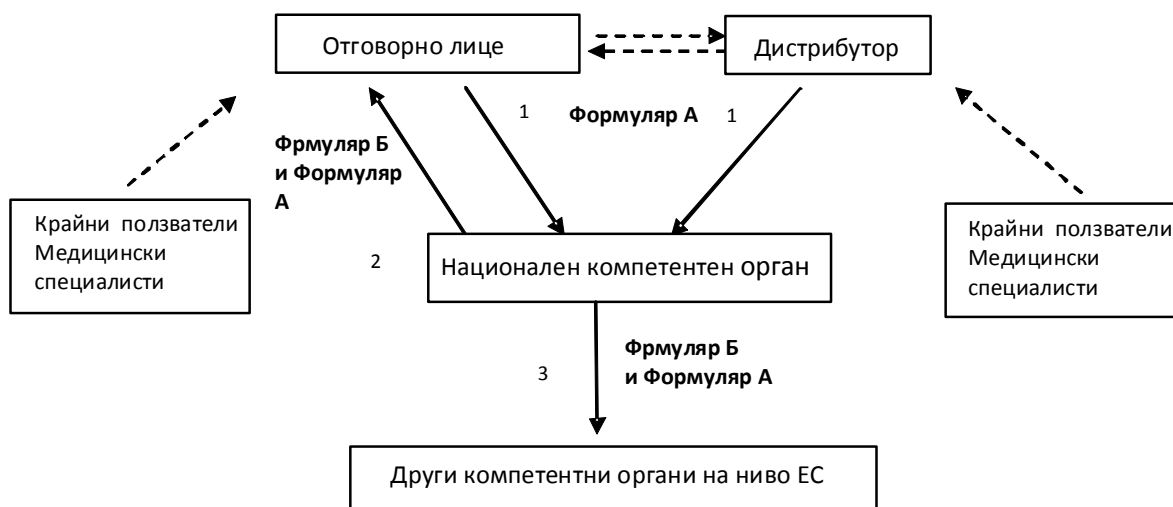 Отговорно лице
Дистрибутор
1
Формуляр А
1
Фрмуляр Б
и Формуляр
А
Крайни ползватели
Медицински
специалисти
2
Национален компетентен орган
Крайни ползватели
Медицински
специалисти
3
Фрмуляр Б
и Формуляр А
Други компетентни органи на ниво ЕС